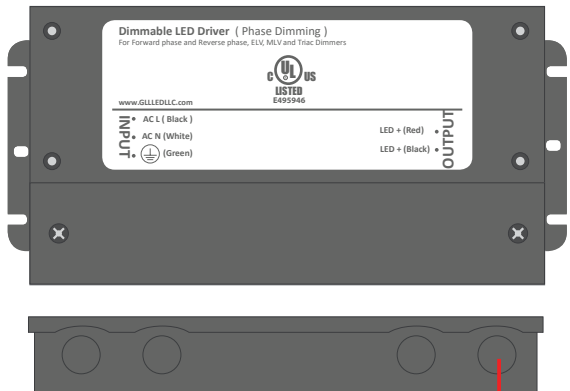 Dimmable LED Driver ( Phase Dimming )
For Forward phase and Reverse phase, ELV, MLV and Triac Dimmers
C UL US
LISTED
E495946
www.GLLLEDLLC.com
INPUT
AC L ( Black )
AC N (White)
(Green)
LED + (Red)
LED + (Black)
OUTPUT